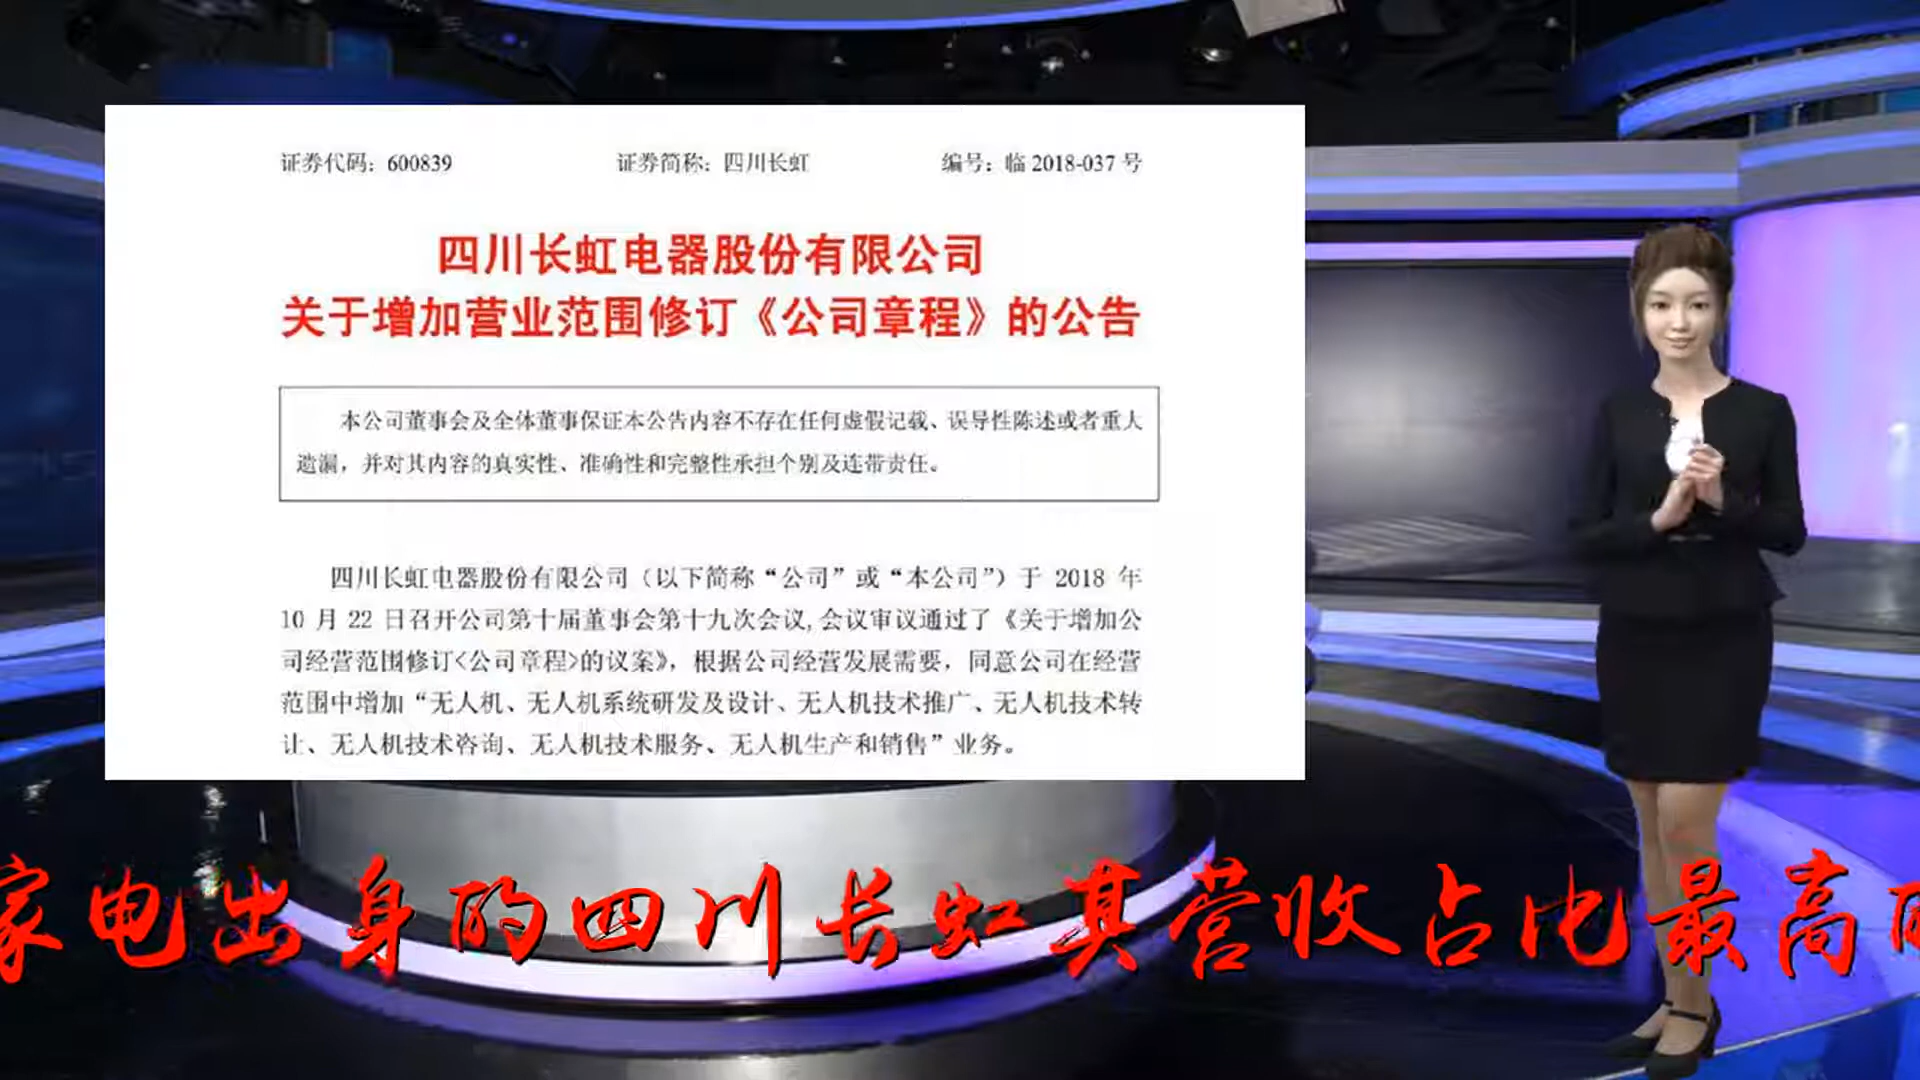 证券代码：600839 证券简称：四川长虹 编号：临 2018-037 号
四川长虹电器股份有限公司
关于增加营业范围修订《公司章程》的公告
本公司董事会及全体董事保证本公告内容不存在任何虚假记载、误导性陈述或者重大
遗漏，并对其内容的真实性、准确性和完整性承担个别及连带责任。
四川长虹电器股份有限公司（以下简称“公司”或“本公司”）于 2018 年
10 月 22 日召开公司第十届董事会第十九次会议，会议审议通过了《关于增加公
司经营范围修订<公司章程>的议案》，根据公司经营发展需要，同意公司在经营
范围中增加“无人机、无人机系统研发及设计、无人机技术推广、无人机技术转
让、无人机技术咨询、无人机技术服务、无人机生产和销售”业务。
家电出身的四川长虹其营收占比最高